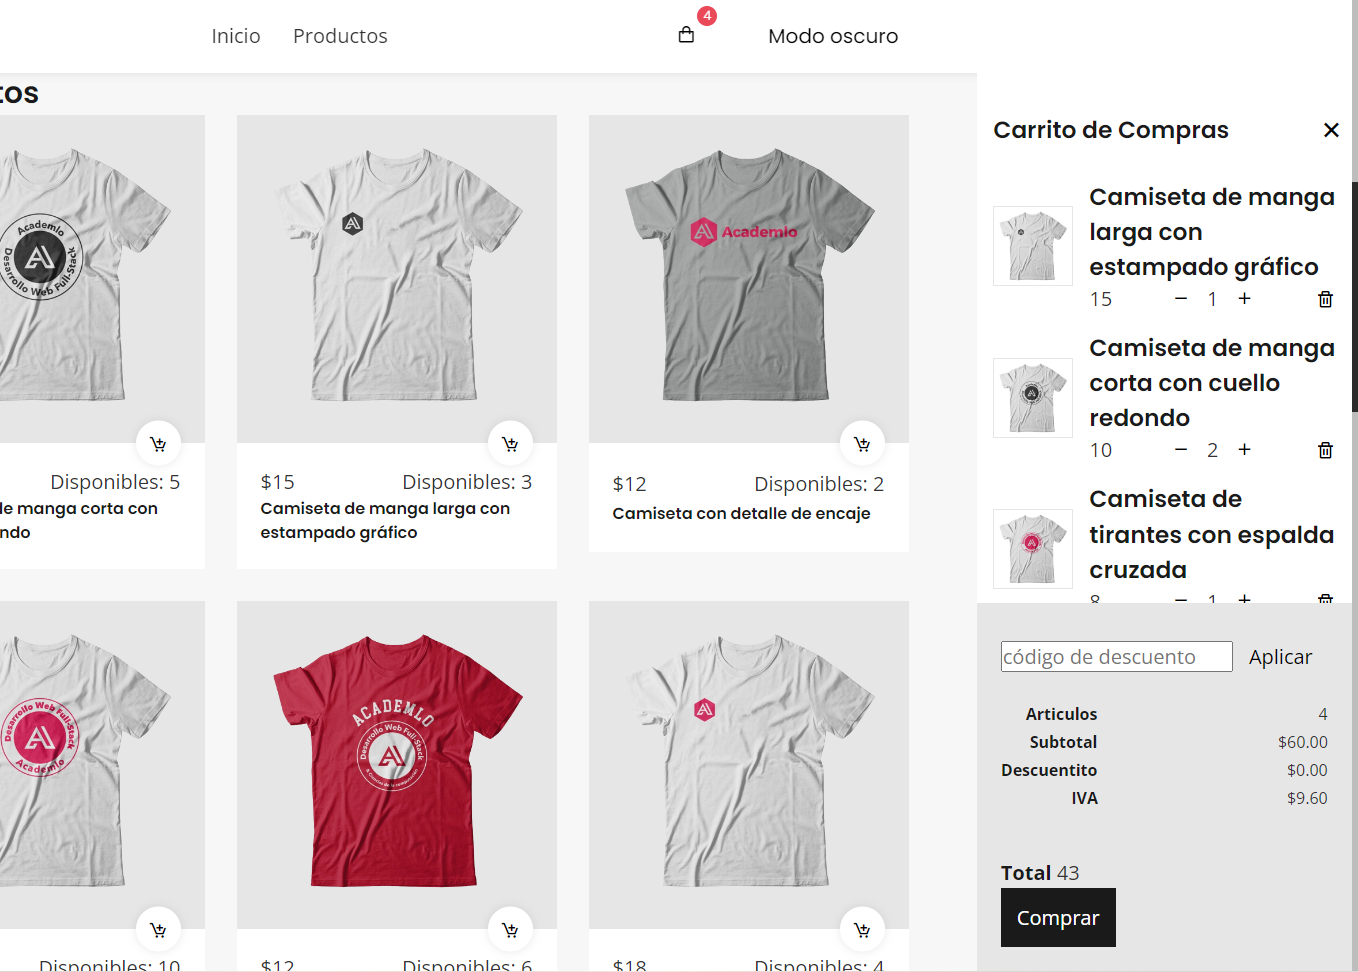 Inicio
Productos
4
Modo oscuro
tos
Academlo
Desarrollo Web Full-Stack
Academlo
Disponibles: 5
de manga corta con
ndo
$15
Disponibles: 3
Camiseta de manga larga con
estampado gráfico
$12
Disponibles: 2
Camiseta con detalle de encaje
Desarrollo Web Full-Stack
Academlo
ACADEMLO
Desarrollo Web Full-Stack
Disponibles: 10
$12
Disponibles: 6
$18
Disponibles: 4
Carrito de Compras
Camiseta de manga
larga con
estampado gráfico
15
− 1 +
Camiseta de manga
corta con cuello
redondo
10
− 2 +
Camiseta de
tirantes con espalda
cruzada
8
− 1 +
código de descuento
Aplicar
Articulos 4
Subtotal $60.00
Descuentito $0.00
IVA $9.60
Total 43
Comprar